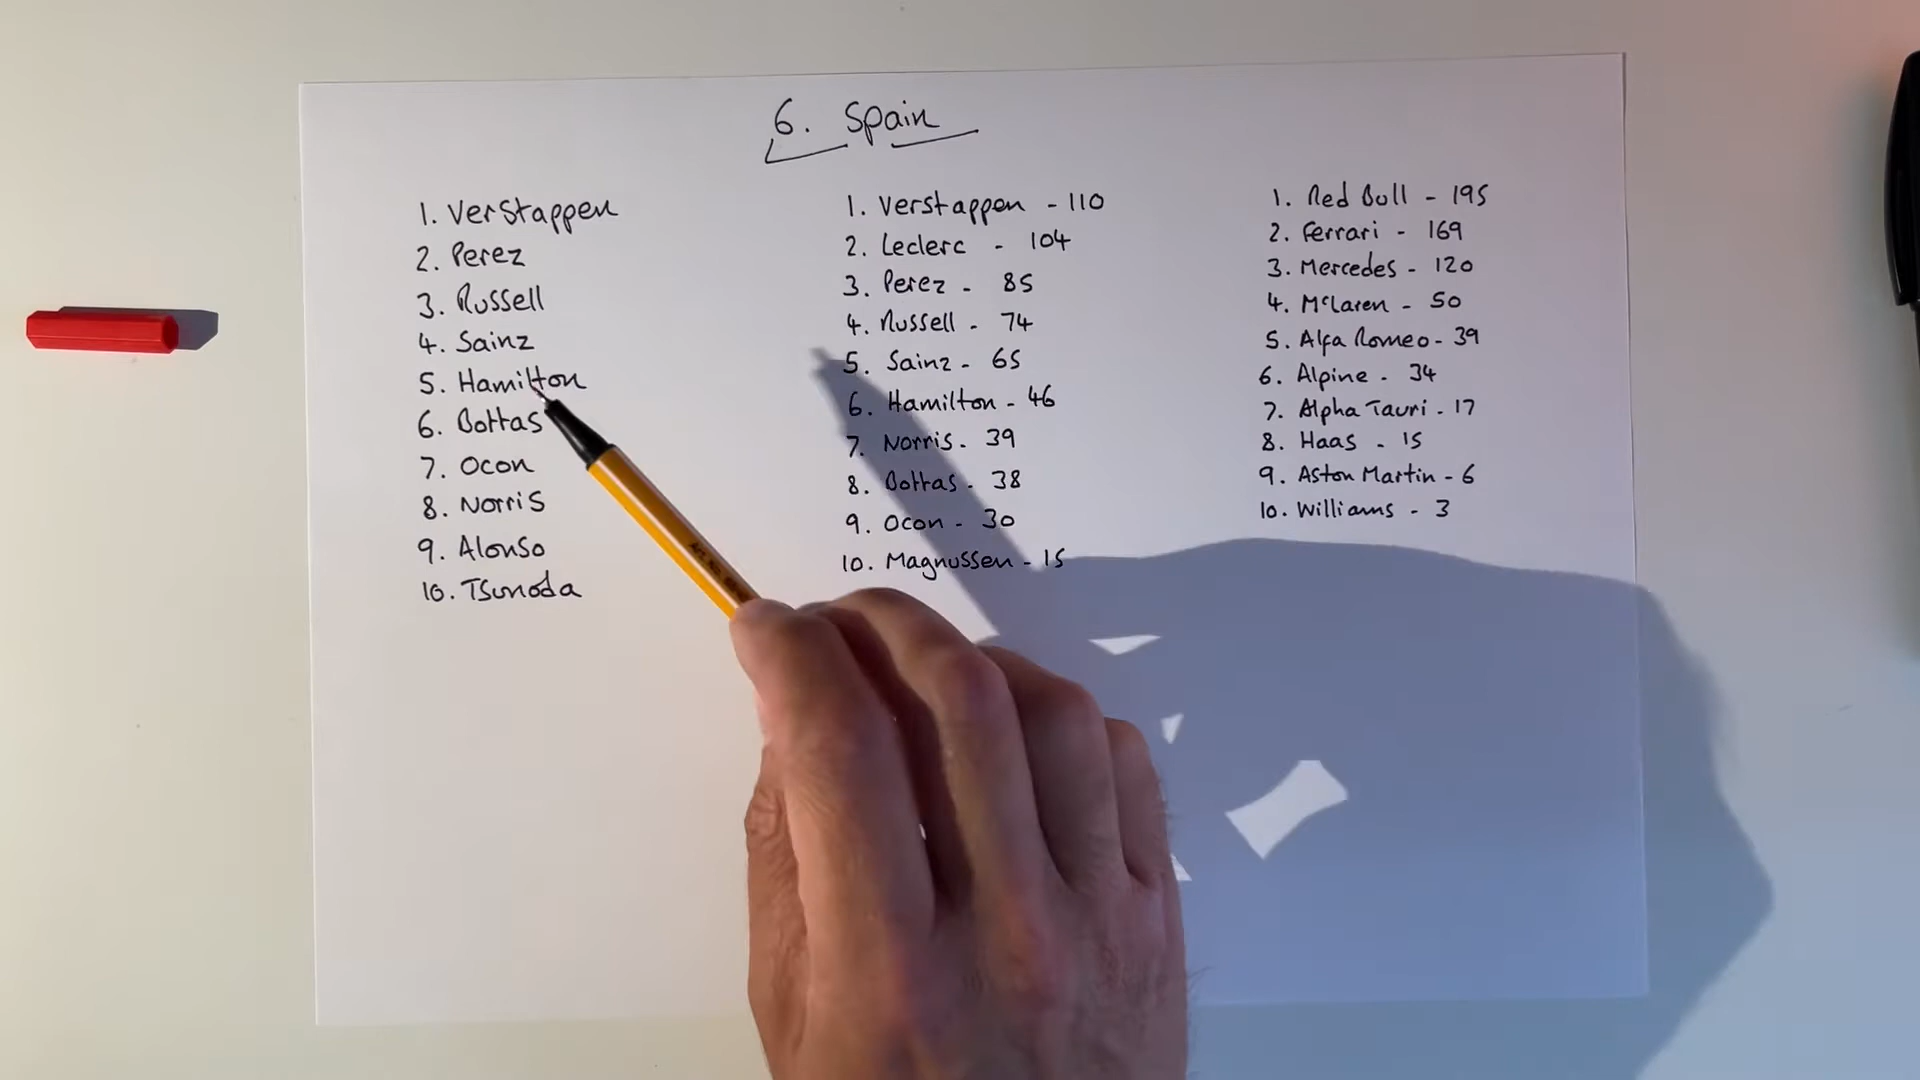 6. Spain
1. Verstappen
2. Perez
3. Russell
4. Sainz
5. Hamilton
6. Bottas
7. Ocon
8. Norris
9. Alonso
10. Tsunoda
1. Verstappen - 110
2. Leclerc - 104
3. Perez - 85
4. Russell - 74
5. Sainz - 65
6. Hamilton - 46
7. Norris - 39
8. Bottas - 38
9. Ocon - 30
10. Magnussen - 15
1. Red Bull - 195
2. Ferrari - 169
3. Mercedes - 120
4. McLaren - 50
5. Alfa Romeo - 39
6. Alpine - 34
7. Alpha Tauri - 17
8. Haas - 15
9. Aston Martin - 6
10. Williams - 3